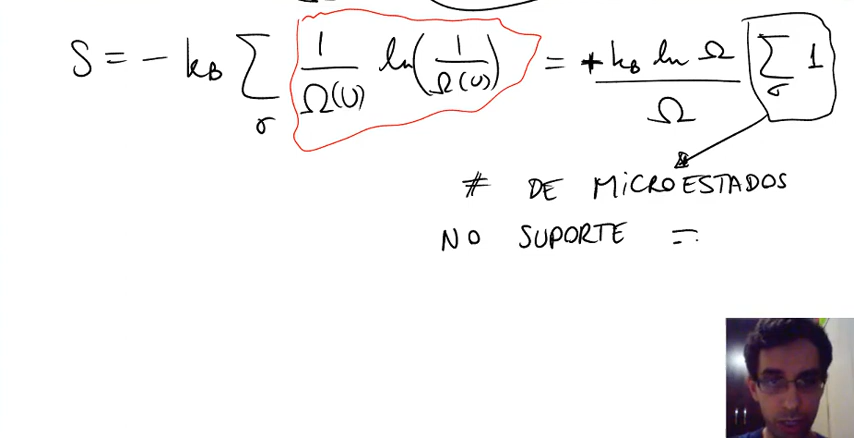 S = - k_B ∑_σ 1/Ω(U) ln(1/Ω(U)) = + k_B ln Ω / Ω ∑_σ 1
# DE MICROESTADOS
NO SUPORTE =